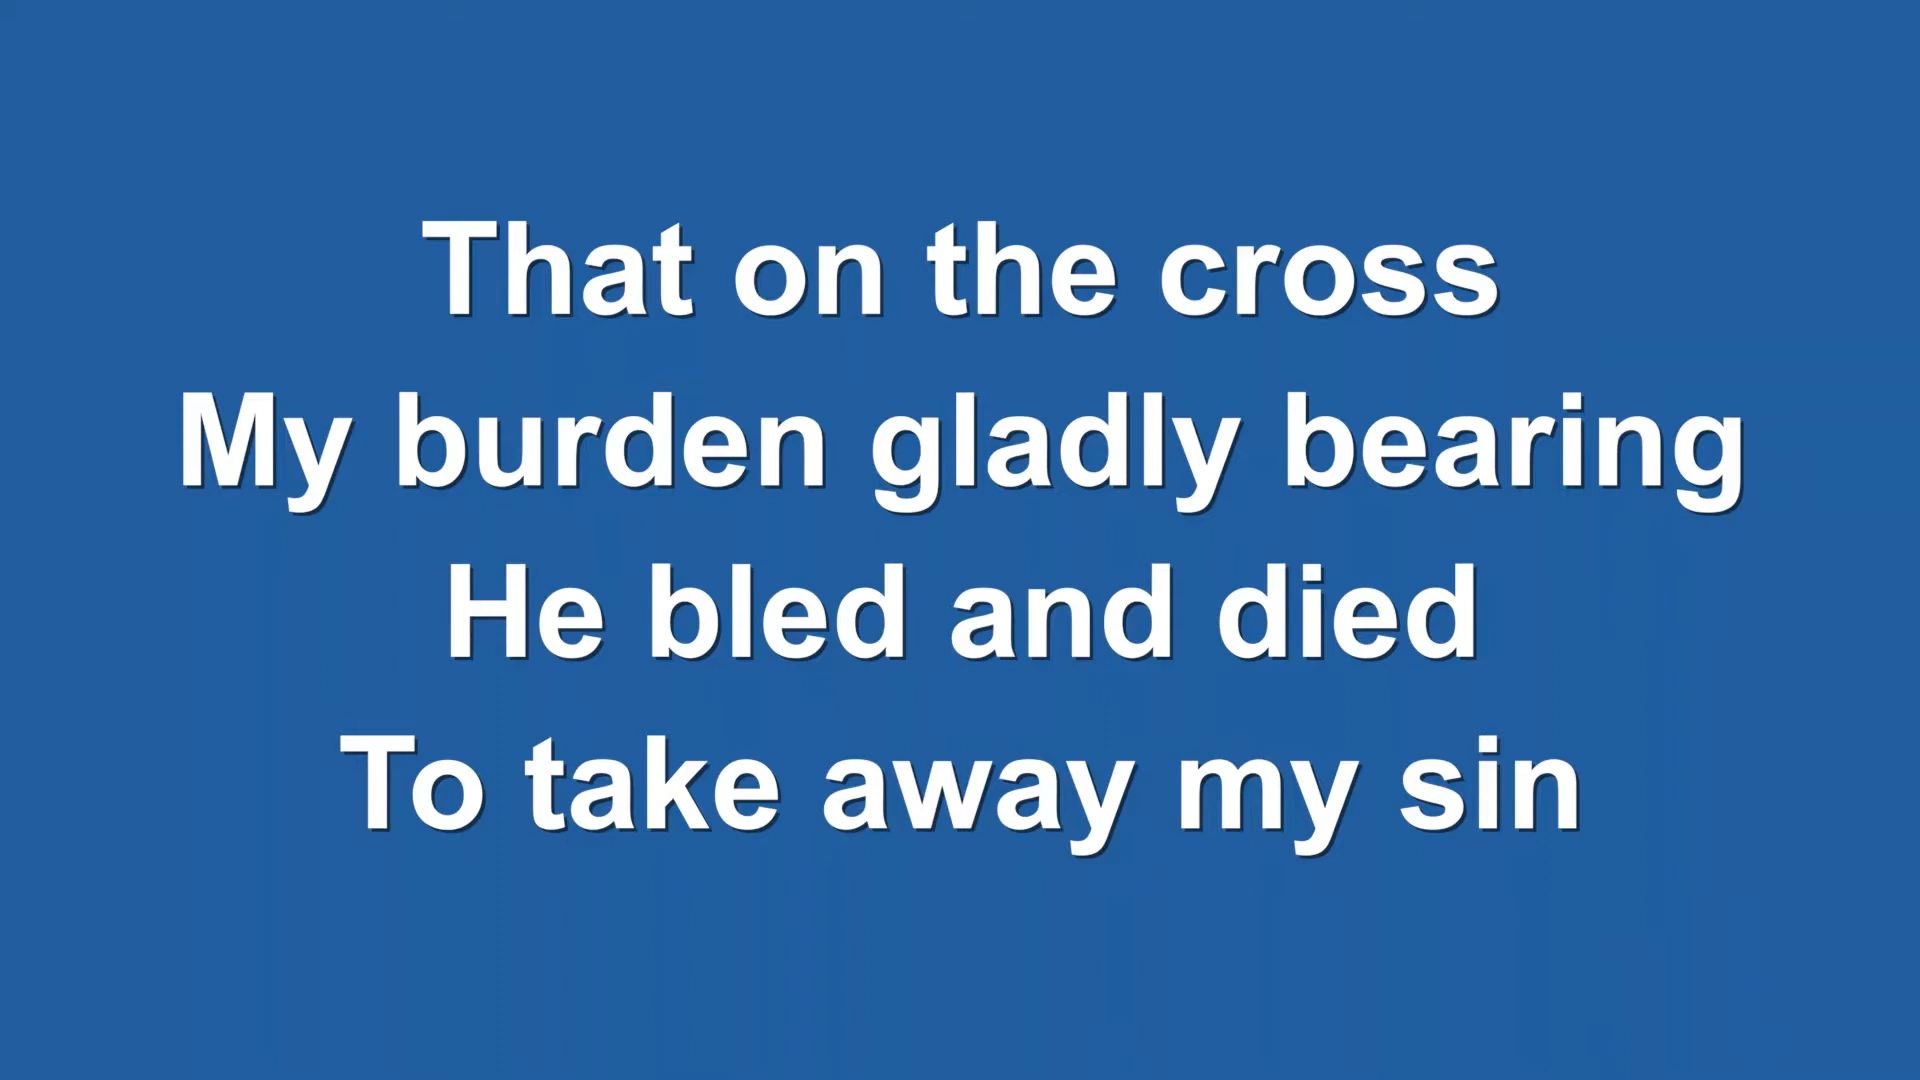 That on the cross
My burden gladly bearing
He bled and died
To take away my sin